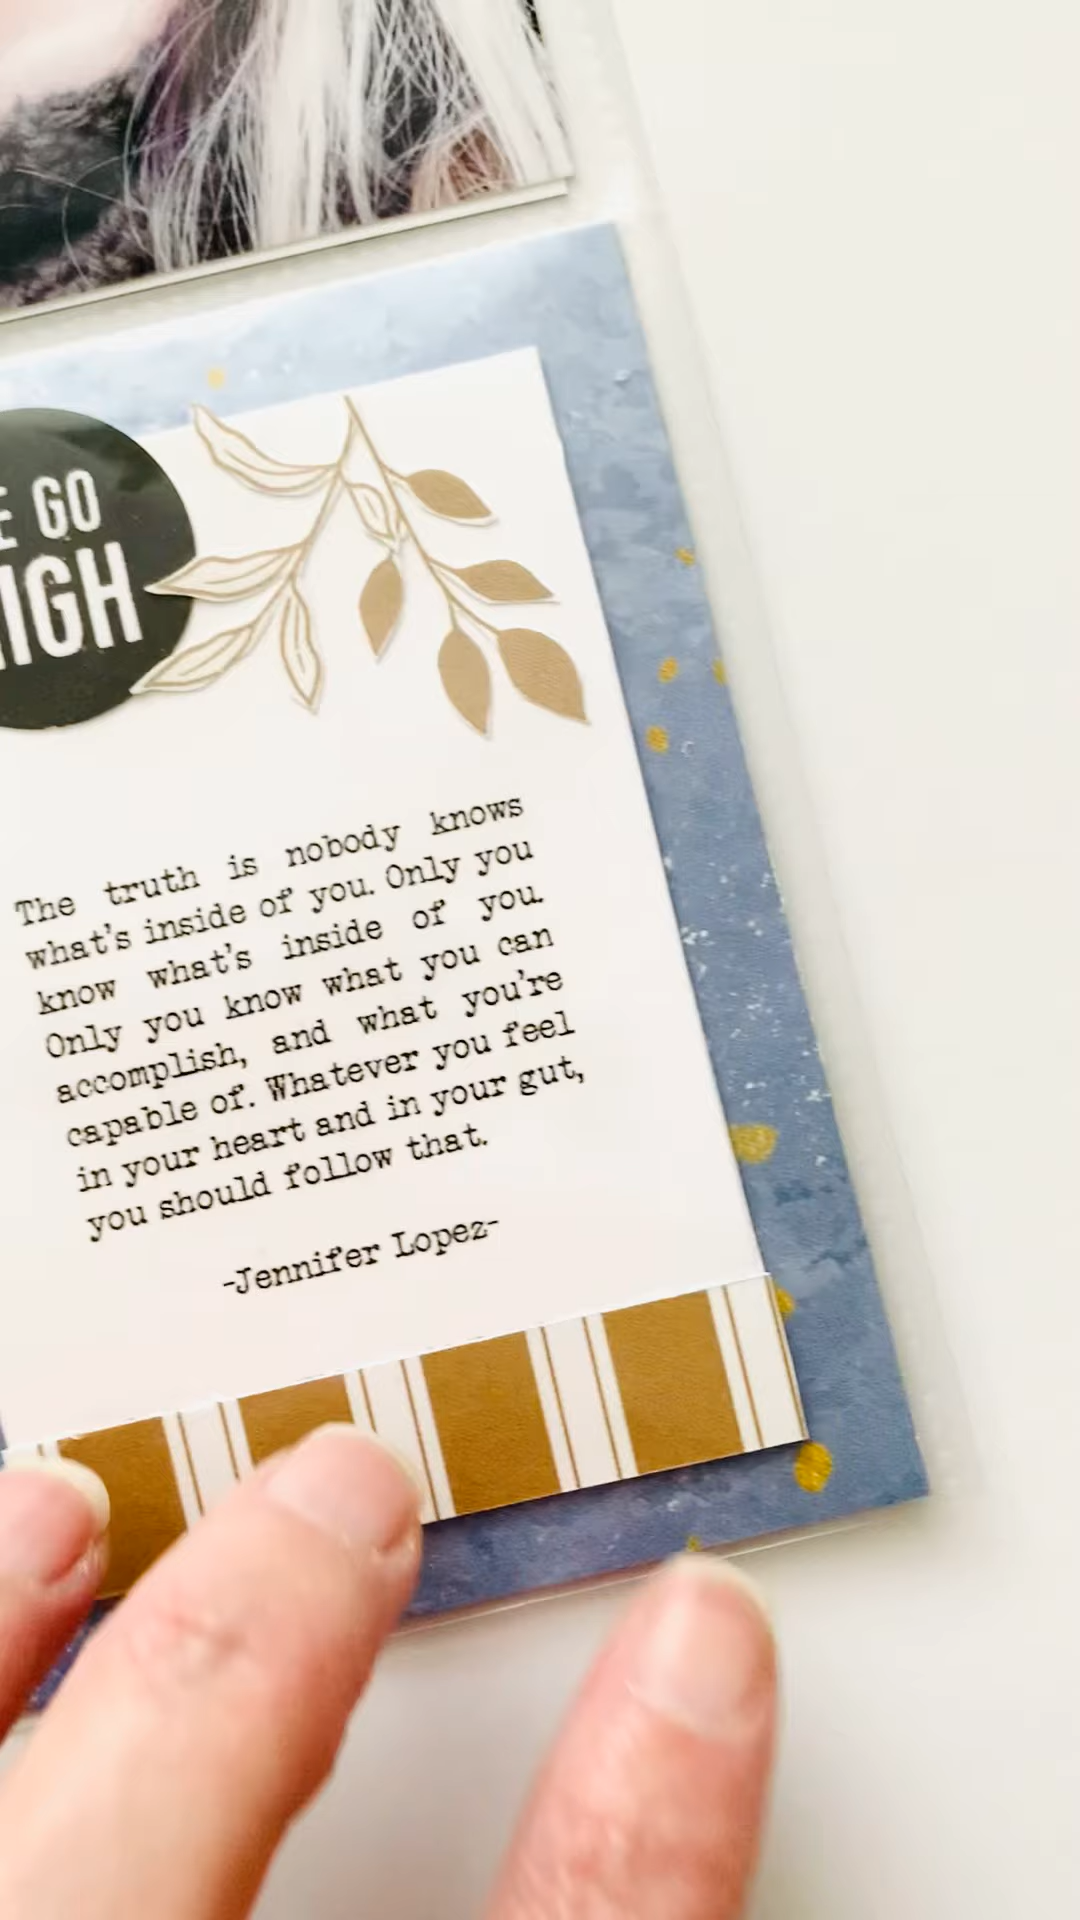 GO
The truth is nobody knows
what's inside of you. Only you
know what's inside of you.
Only you know what you can
accomplish, and what you're
capable of. Whatever you feel
in your heart and in your gut,
you should follow that.
-Jennifer Lopez-